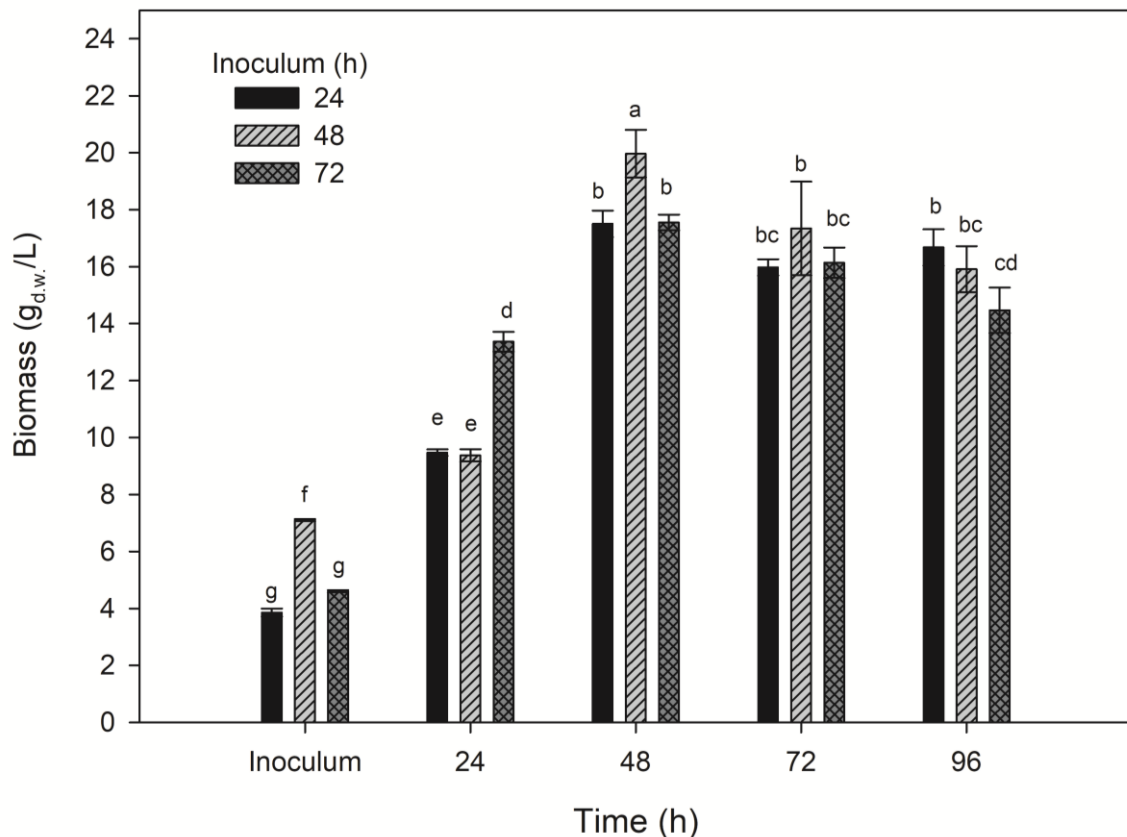 24
22
20
18
16
14
12
10
8
6
4
2
0
Biomass (g_d.w./L)
Inoculum (h)
24
48
72
g
f
g
e
e
d
b
a
b
bc
b
bc
b
bc
cd
Inoculum 24 48 72 96
Time (h)